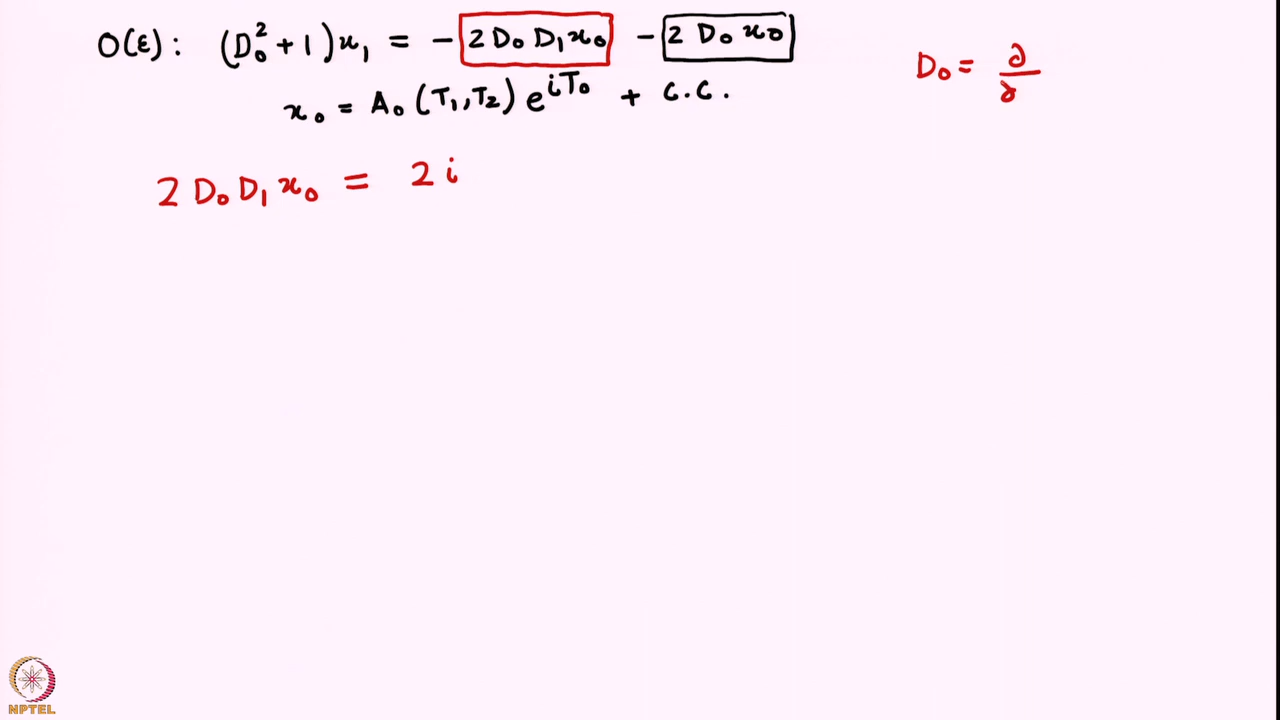 O(ε): (D₀² + 1) x₁ = - 2 D₀ D₁ x₀ - 2 D₀ x₀
D₀ = ∂/∂
x₀ = A₀ (T₁, T₂) e^{iT₀} + c.c.
2 D₀ D₁ x₀ = 2 i
NPTEL